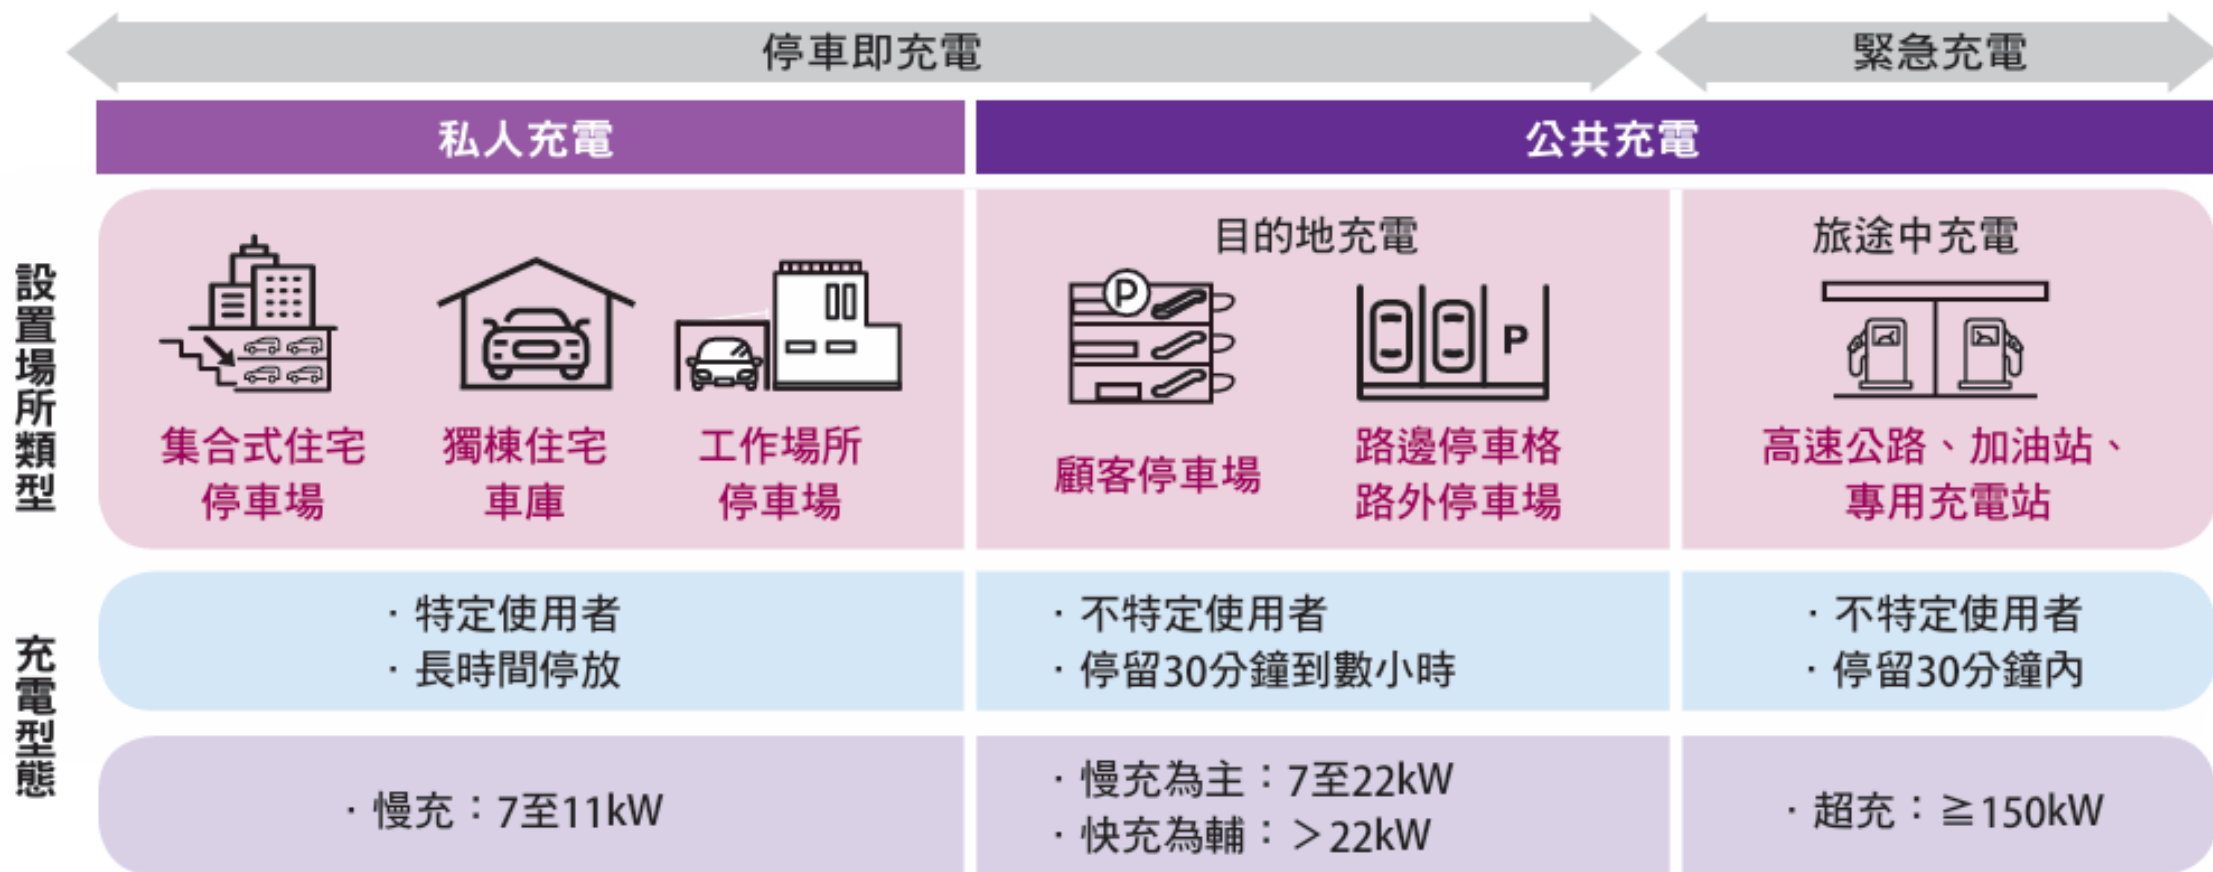 停車即充電
緊急充電
私人充電
公共充電
設置場所類型
目的地充電
旅途中充電
P
P
集合式住宅
停車場
獨棟住宅
車庫
工作場所
停車場
顧客停車場
路邊停車格
路外停車場
高速公路、加油站、
專用充電站
充電型態
·特定使用者
·長時間停放
·不特定使用者
·停留30分鐘到數小時
·不特定使用者
·停留30分鐘內
·慢充：7至11kW
·慢充為主：7至22kW
·快充為輔：＞22kW
·超充：≧150kW